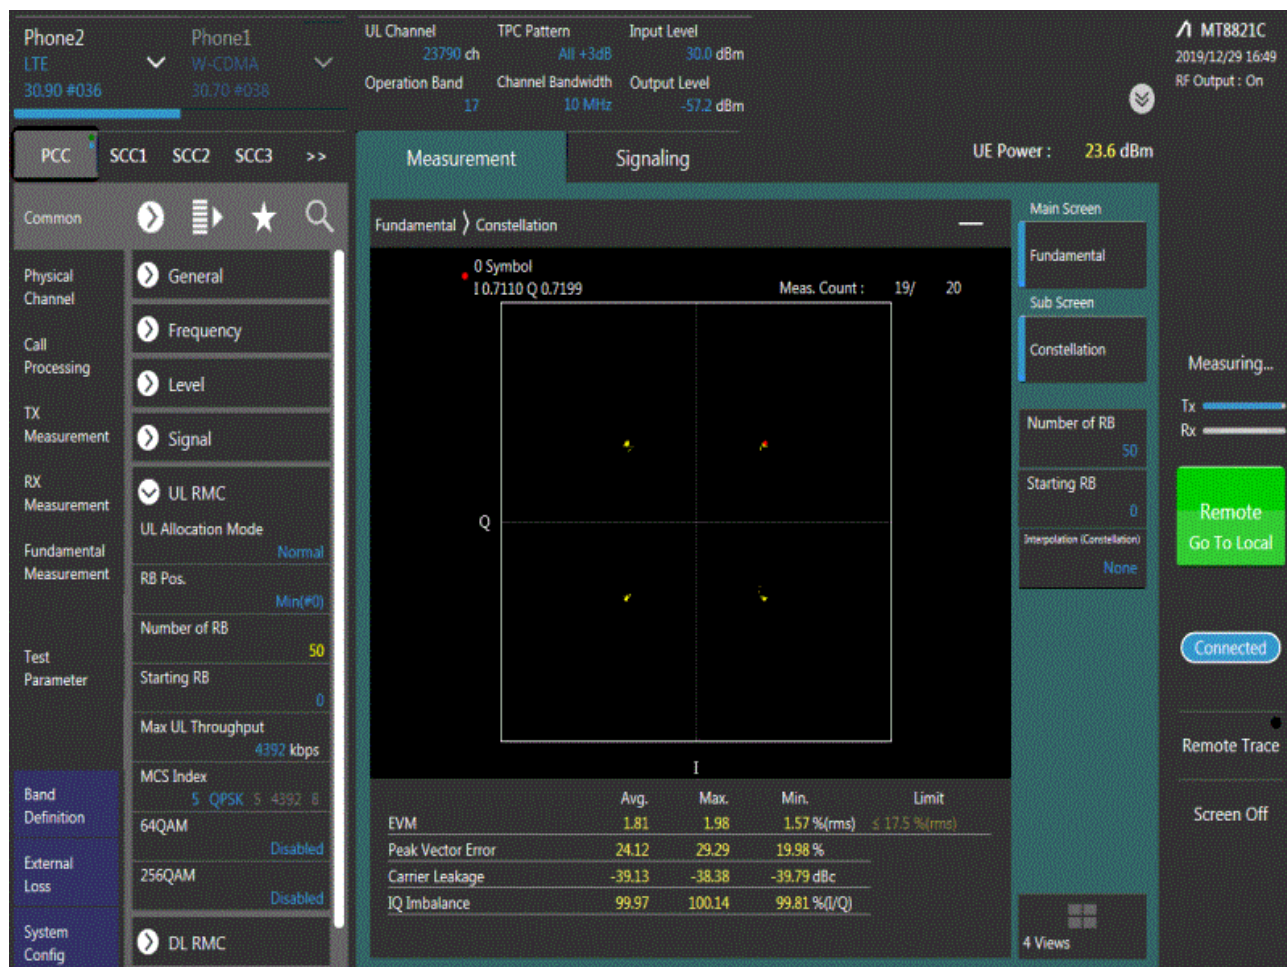 Phone2
LTE
30.90 #036
Phone1
W-CDMA
30.70 #038
UL Channel
23790 ch
TPC Pattern
All +3dB
Input Level
30.0 dBm
Operation Band
17
Channel Bandwidth
10 MHz
Output Level
-57.2 dBm
MT8821C
2019/12/29 16:49
RF Output : On
PCC SCC1 SCC2 SCC3 >>
Measurement
Signaling
UE Power : 23.6 dBm
Common
Physical
Channel
Call
Processing
TX
Measurement
RX
Measurement
Fundamental
Measurement
Test
Parameter
Band
Definition
External
Loss
System
Config
General
Frequency
Level
Signal
UL RMC
UL Allocation Mode
Normal
RB Pos.
Min(#0)
Number of RB
50
Starting RB
0
Max UL Throughput
4392 kbps
MCS Index
5 QPSK 5 4392 8
64QAM
Disabled
256QAM
Disabled
DL RMC
Fundamental ⟩ Constellation
0 Symbol
I 0.7110 Q 0.7199
Meas. Count : 19/ 20
Q
I
Avg. Max. Min. Limit
EVM 1.81 1.98 1.57 %(rms) ≤ 17.5 %(rms)
Peak Vector Error 24.12 29.29 19.98 %
Carrier Leakage -39.13 -38.38 -39.79 dBc
IQ Imbalance 99.97 100.14 99.81 %(I/Q)
Main Screen
Fundamental
Sub Screen
Constellation
Number of RB
50
Starting RB
0
Interpolation (Constellation)
None
4 Views
Measuring...
Tx
Rx
Remote
Go To Local
Connected
Remote Trace
Screen Off